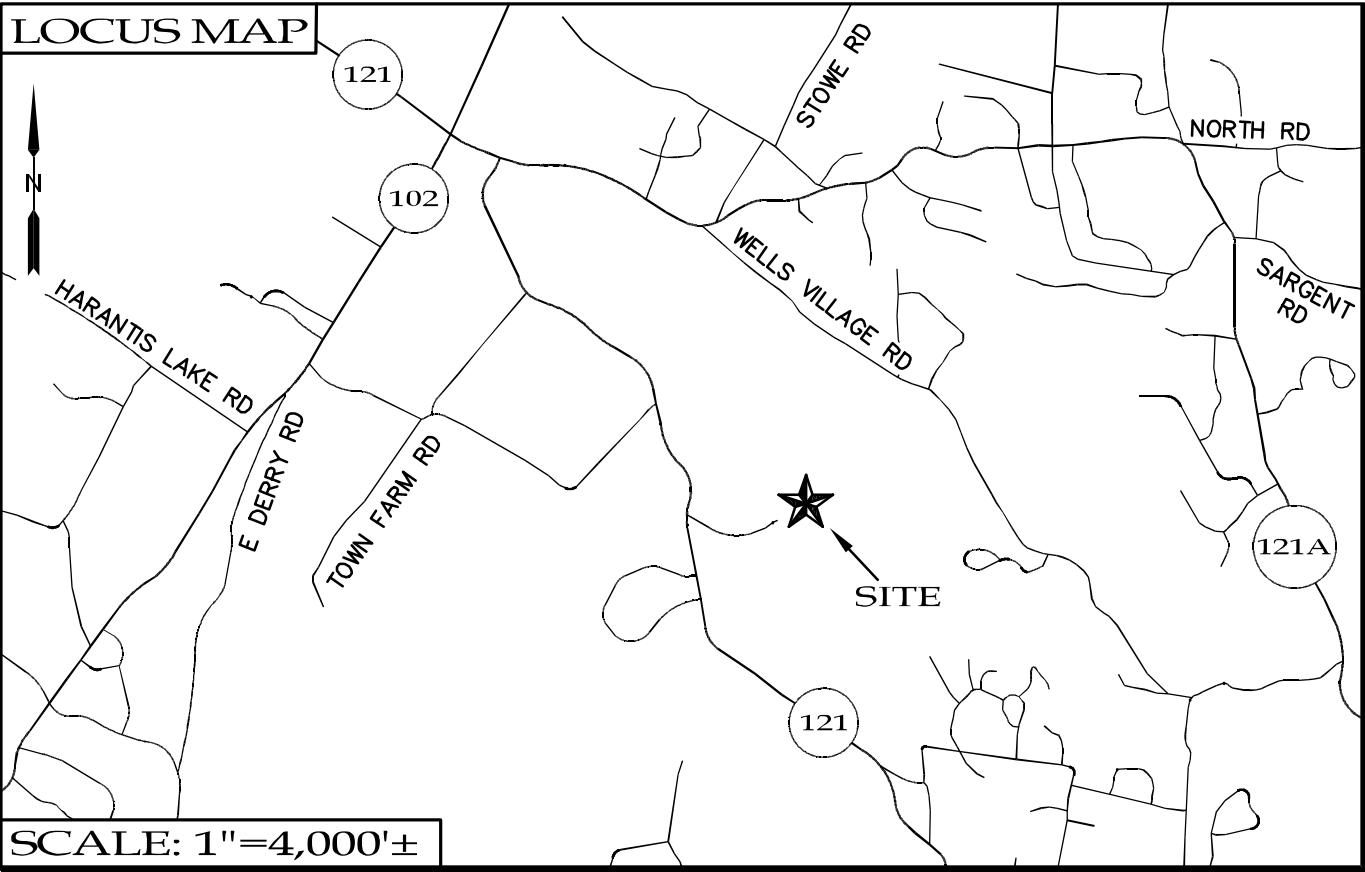 LOCUS MAP
121
STOWE RD
NORTH RD
N
102
WELLS VILLAGE RD
SARGENT
RD
HARANTIS LAKE RD
E DERRY RD
TOWN FARM RD
121A
SITE
121
SCALE: 1"=4,000'±